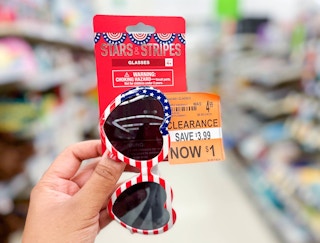 STARS & STRIPES
GLASSES
WARNING:
CHOKING HAZARD
CLEARANCE
SAVE $3.99
NOW $1